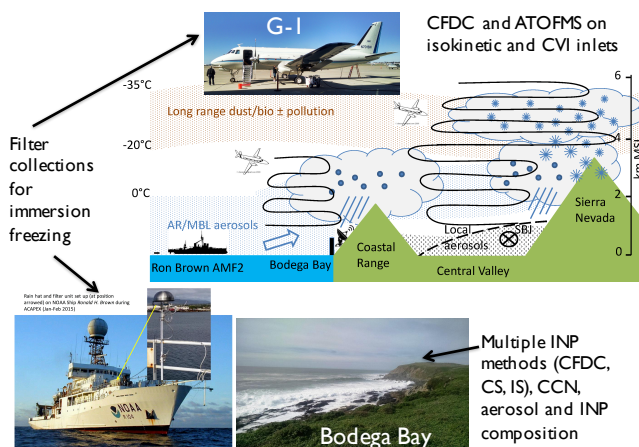 G-1
CFDC and ATOFMS on
isokinetic and CVI inlets
-35°C
Long range dust/bio ± pollution
6
Filter
collections
for
immersion
freezing
-20°C
4
km MSL
0°C
2
AR/MBL aerosols
Local
aerosols
SBJ
Sierra
Nevada
Coastal
Range
0
Ron Brown AMF2
Bodega Bay
Central Valley
Rain hat and filter unit set up (at position
arrowed) on NOAA Ship Ronald H. Brown during
ACAPEX (Jan-Feb 2015)
NOAA
R 104
Bodega Bay
Multiple INP
methods (CFDC,
CS, IS), CCN,
aerosol and INP
composition